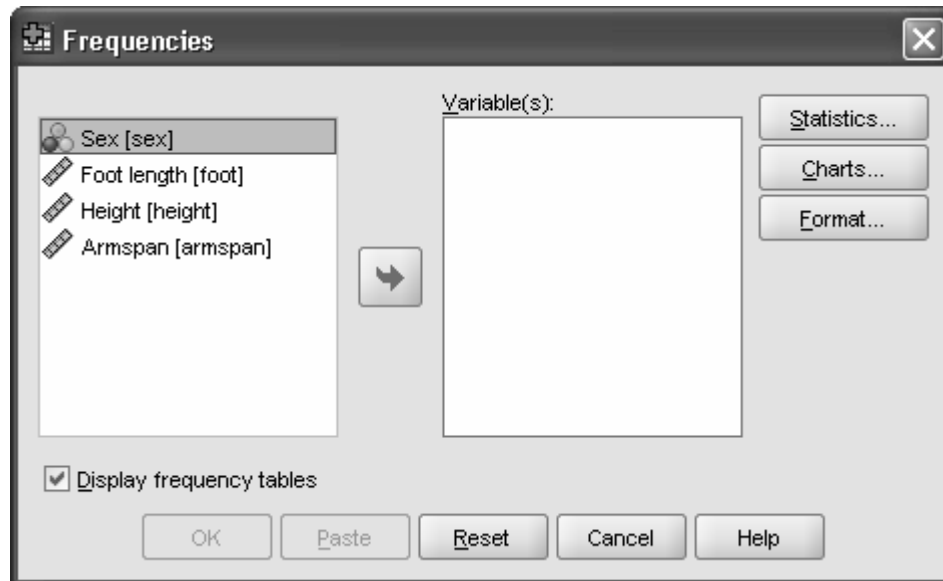 Frequencies
Variable(s):
Sex [sex]
Foot length [foot]
Height [height]
Armspan [armspan]
Statistics...
Charts...
Format...
Display frequency tables
OK
Paste
Reset
Cancel
Help